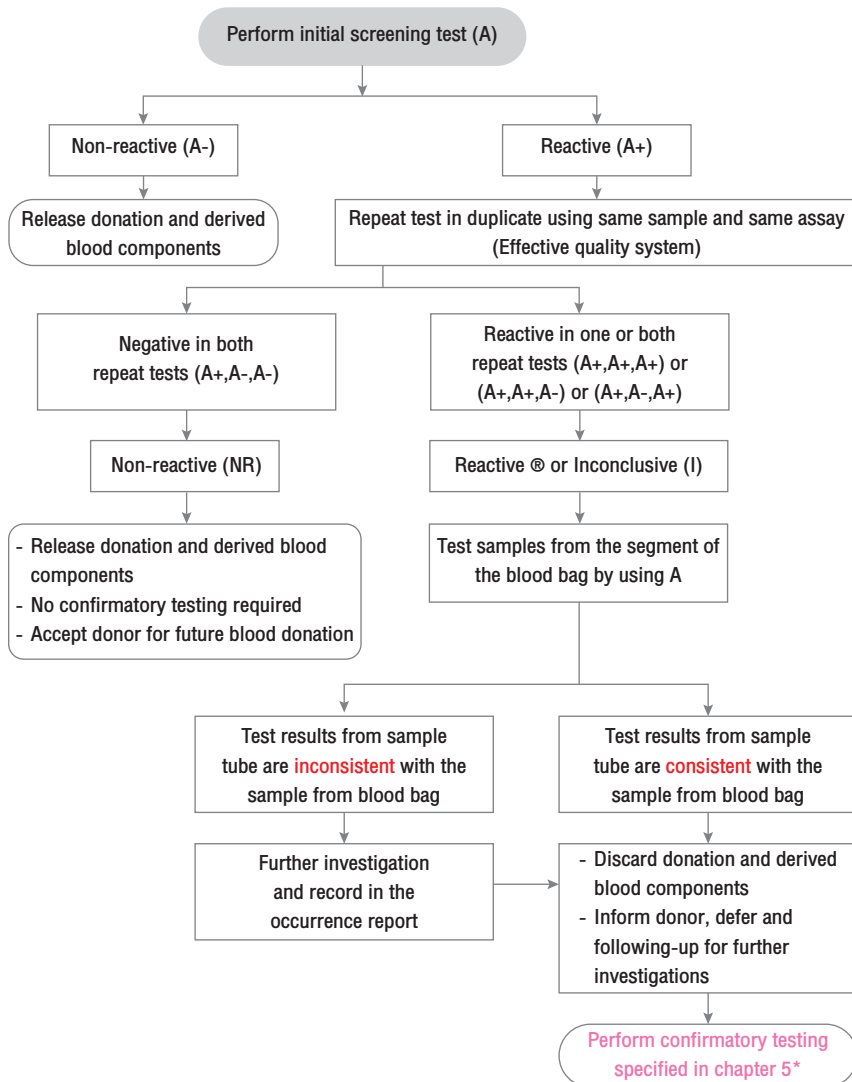 Perform initial screening test (A)
Non-reactive (A-)
Reactive (A+)
Release donation and derived
blood components
Repeat test in duplicate using same sample and same assay
(Effective quality system)
Negative in both
repeat tests (A+,A-,A-)
Reactive in one or both
repeat tests (A+,A+,A+) or
(A+,A+,A-) or (A+,A-,A+)
Non-reactive (NR)
Reactive ® or Inconclusive (I)
- Release donation and derived blood
components
- No confirmatory testing required
- Accept donor for future blood donation
Test samples from the segment of
the blood bag by using A
Test results from sample
tube are inconsistent with the
sample from blood bag
Test results from sample
tube are consistent with the
sample from blood bag
Further investigation
and record in the
occurrence report
- Discard donation and derived
blood components
- Inform donor, defer and
following-up for further
investigations
Perform confirmatory testing
specified in chapter 5*